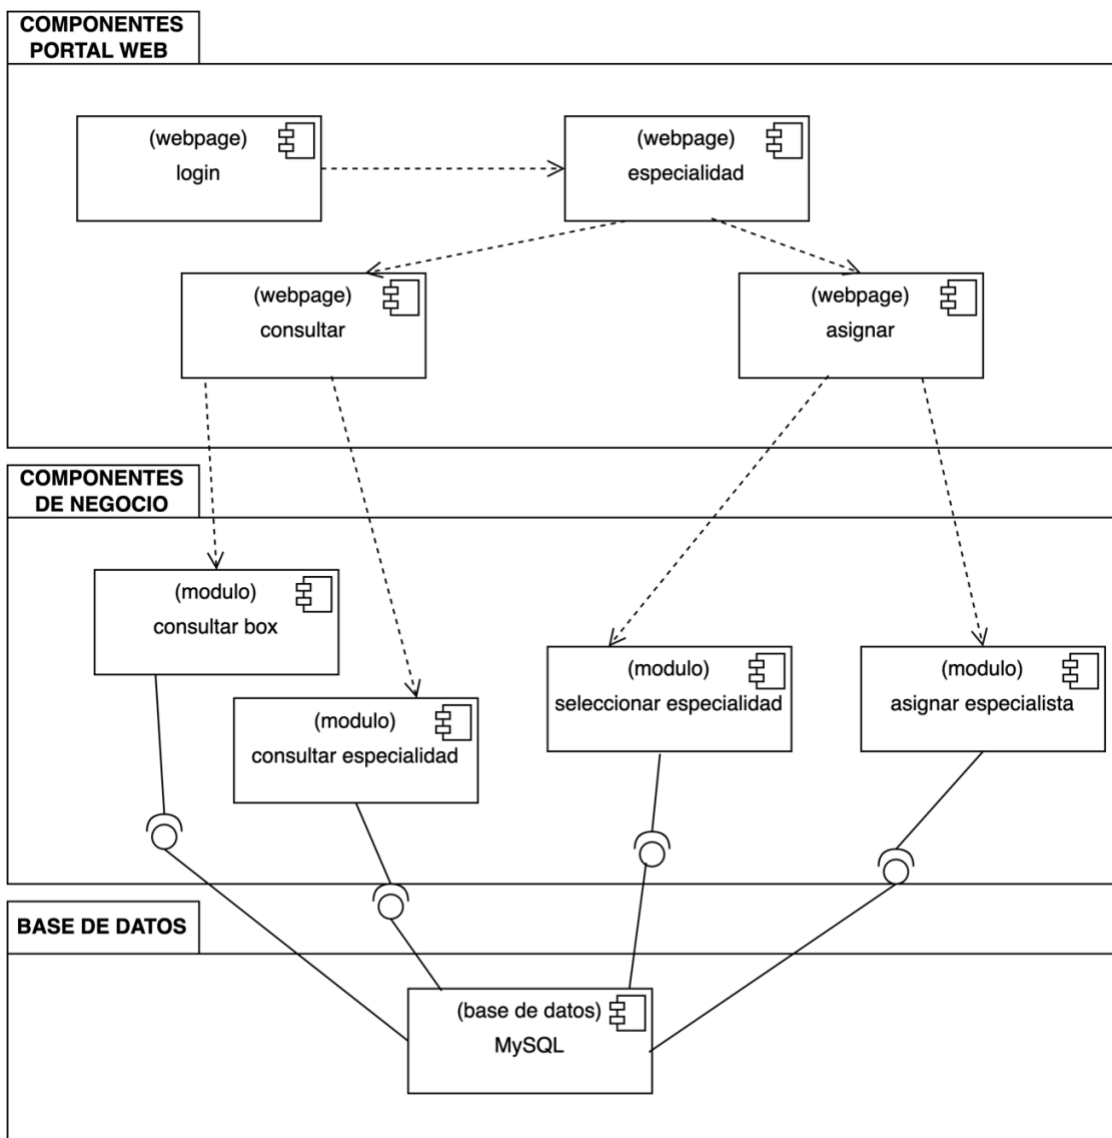 COMPONENTES
PORTAL WEB
(webpage)
login
(webpage)
especialidad
(webpage)
consultar
(webpage)
asignar
COMPONENTES
DE NEGOCIO
(modulo)
consultar box
(modulo)
consultar especialidad
(modulo)
seleccionar especialidad
(modulo)
asignar especialista
BASE DE DATOS
(base de datos)
MySQL